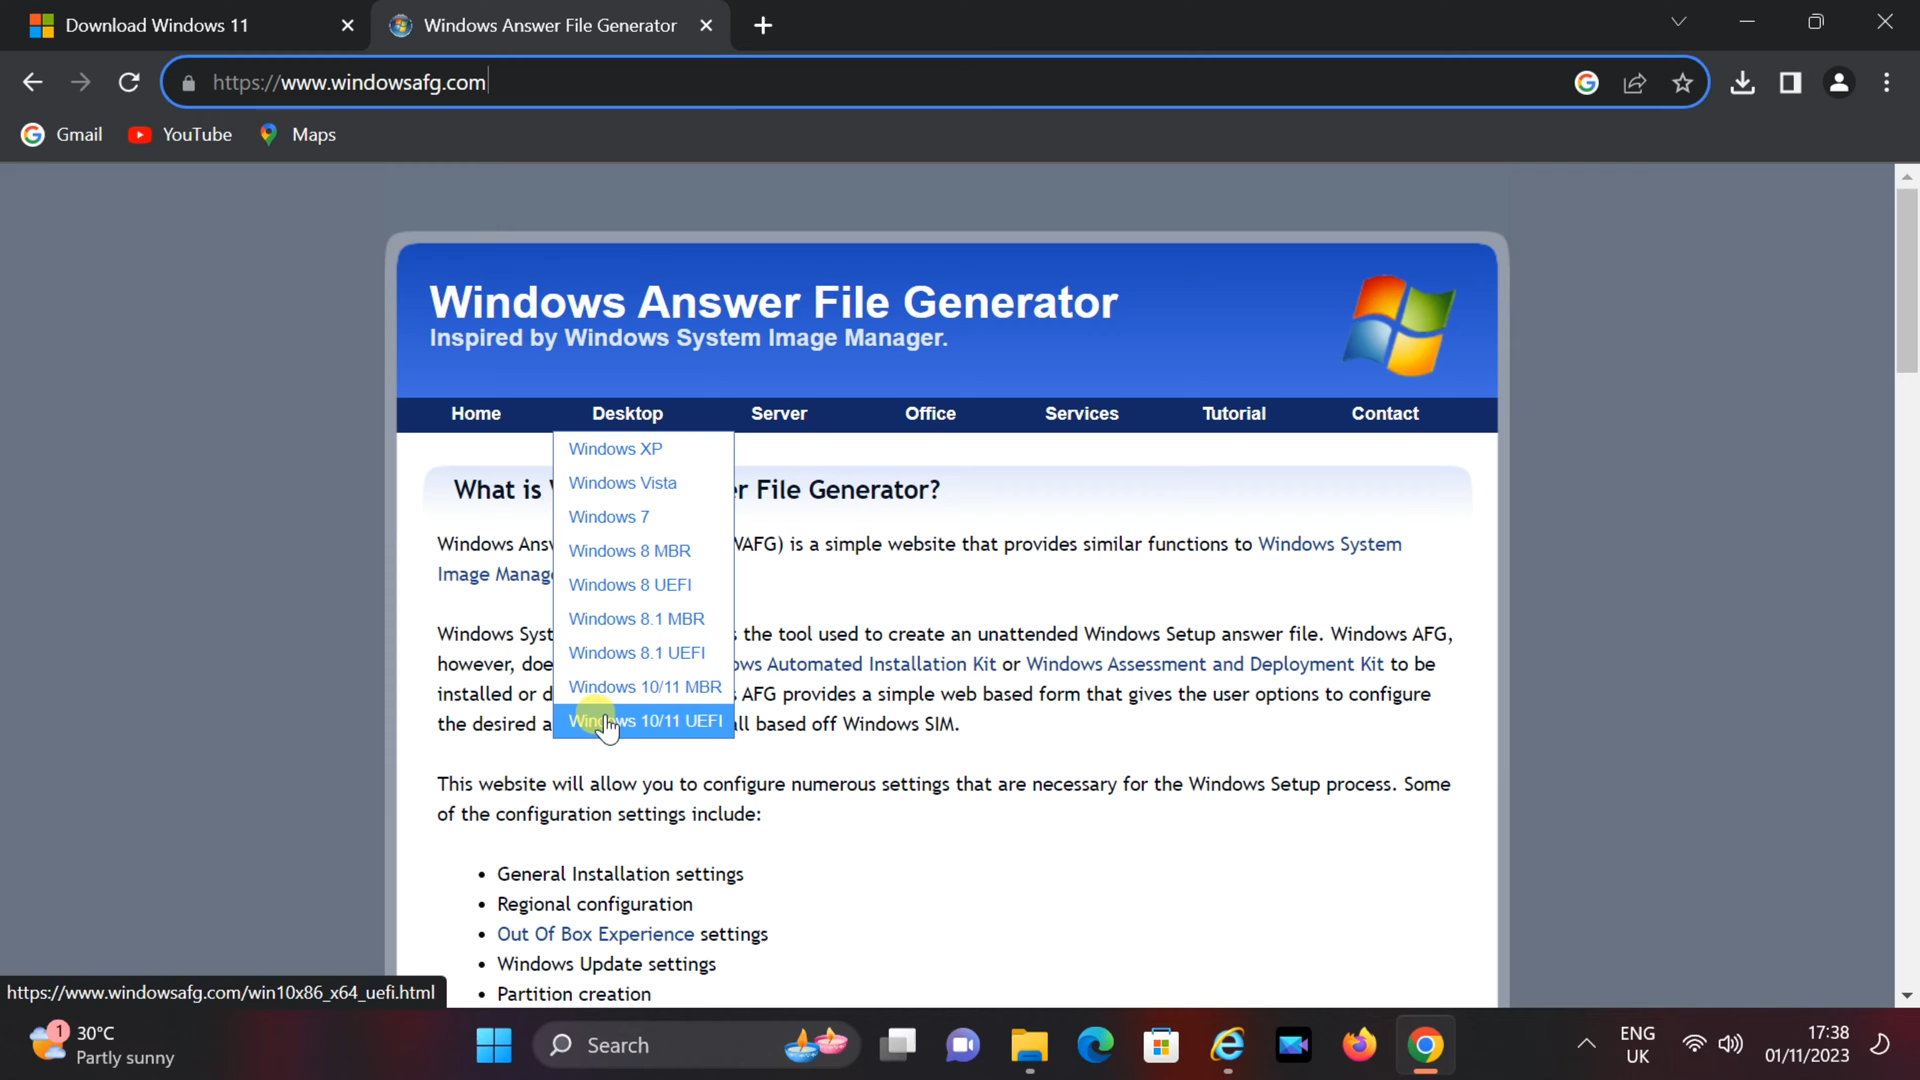 Download Windows 11
Windows Answer File Generator
https://www.windowsafg.com
Gmail
YouTube
Maps
Windows Answer File Generator
Inspired by Windows System Image Manager.
Home Desktop Server Office Services Tutorial Contact
Windows XP
Windows Vista
Windows 7
Windows 8 MBR
Windows 8 UEFI
Windows 8.1 MBR
Windows 8.1 UEFI
Windows 10/11 MBR
Windows 10/11 UEFI
What is File Generator?
Windows AFG) is a simple website that provides similar functions to Windows System
Image
Windows the tool used to create an unattended Windows Setup answer file. Windows AFG,
however, Automated Installation Kit or Windows Assessment and Deployment Kit to be
installed or AFG provides a simple web based form that gives the user options to configure
the desired based off Windows SIM.
This website will allow you to configure numerous settings that are necessary for the Windows Setup process. Some
of the configuration settings include:
• General Installation settings
• Regional configuration
• Out Of Box Experience settings
• Windows Update settings
• Partition creation
https://www.windowsafg.com/win10x86_x64_uefi.html
1
30°C
Partly sunny
Search
ENG
UK
17:38
01/11/2023